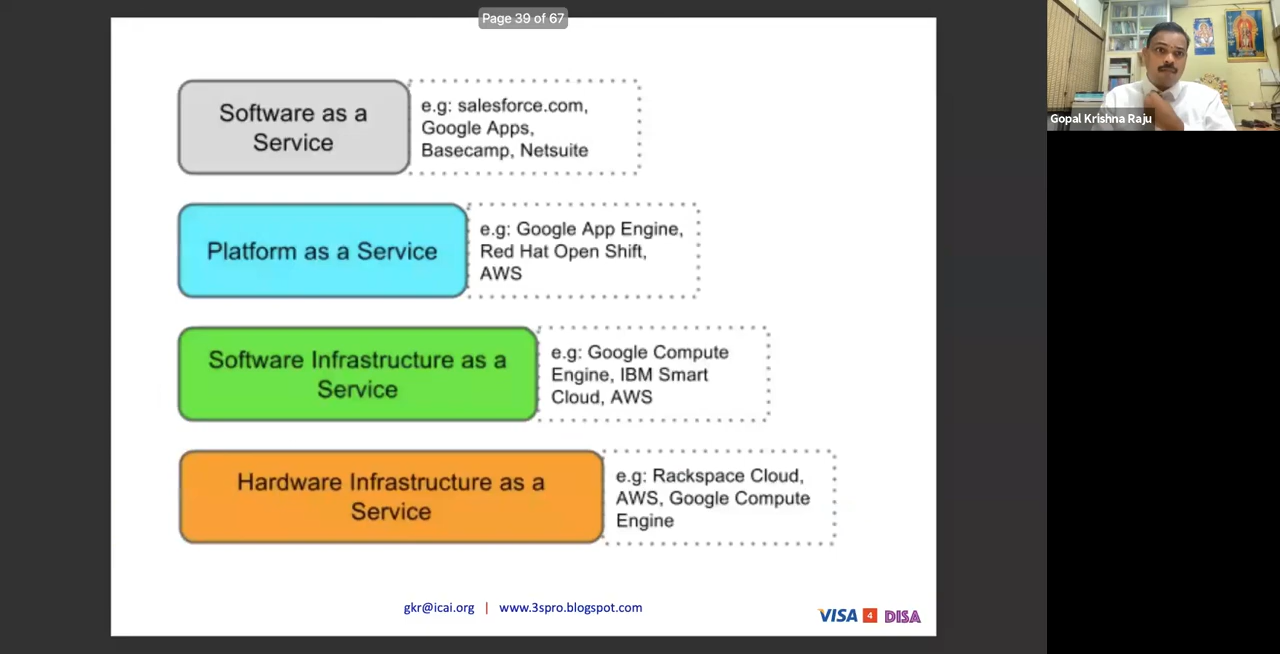 Page 39 of 67
Software as a
Service
e.g: salesforce.com,
Google Apps,
Basecamp, Netsuite
Platform as a Service
e.g: Google App Engine,
Red Hat Open Shift,
AWS
Software Infrastructure as a
Service
e.g: Google Compute
Engine, IBM Smart
Cloud, AWS
Hardware Infrastructure as a
Service
e.g: Rackspace Cloud,
AWS, Google Compute
Engine
gkr@icai.org | www.3spro.blogspot.com
VISA 4 DISA
Gopal Krishna Raju